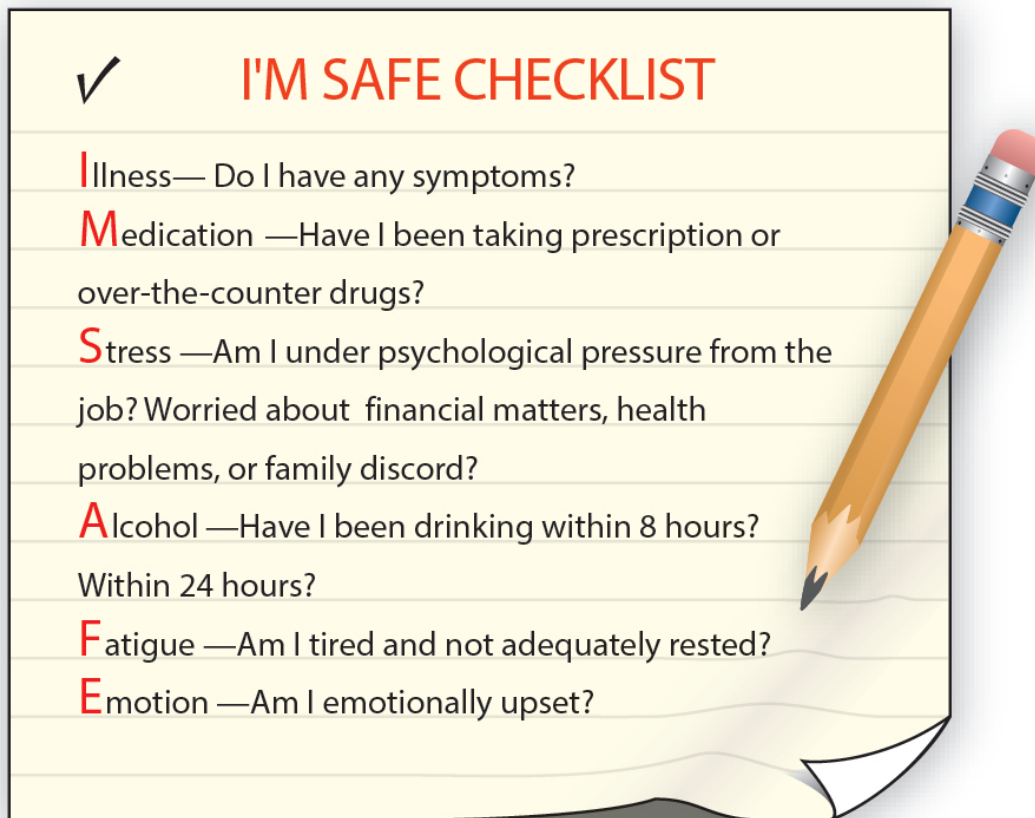 ✓ I'M SAFE CHECKLIST
Illness— Do I have any symptoms?
Medication —Have I been taking prescription or
over-the-counter drugs?
Stress —Am I under psychological pressure from the
job? Worried about  financial matters, health
problems, or family discord?
Alcohol —Have I been drinking within 8 hours?
Within 24 hours?
Fatigue —Am I tired and not adequately rested?
Emotion —Am I emotionally upset?